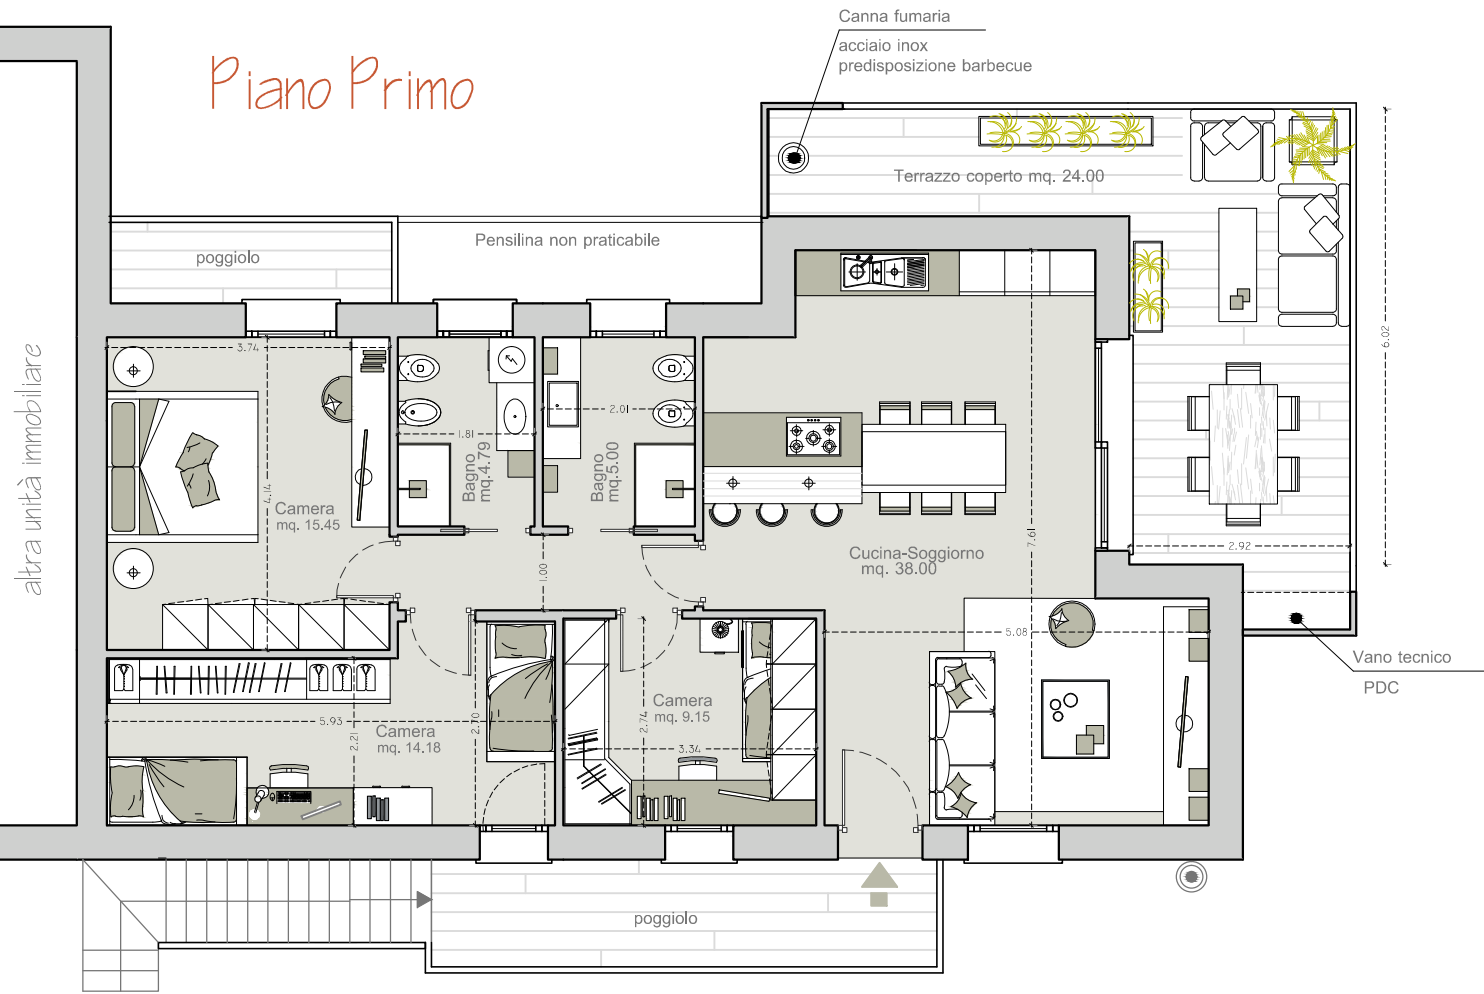 Canna fumaria
acciaio inox
predisposizione barbecue
Piano Primo
Terrazzo coperto mq. 24.00
Pensilina non praticabile
poggiolo
altra unità immobiliare
3.74
4.14
Camera
mq. 15.45
1.81
Bagno
mq.4.79
2.01
Bagno
mq.5.00
1.00
Cucina-Soggiorno
mq. 38.00
7.61
6.02
2.92
5.08
Vano tecnico
PDC
5.93
2.21
2.70
Camera
mq. 14.18
Camera
mq. 9.15
2.74
3.34
poggiolo